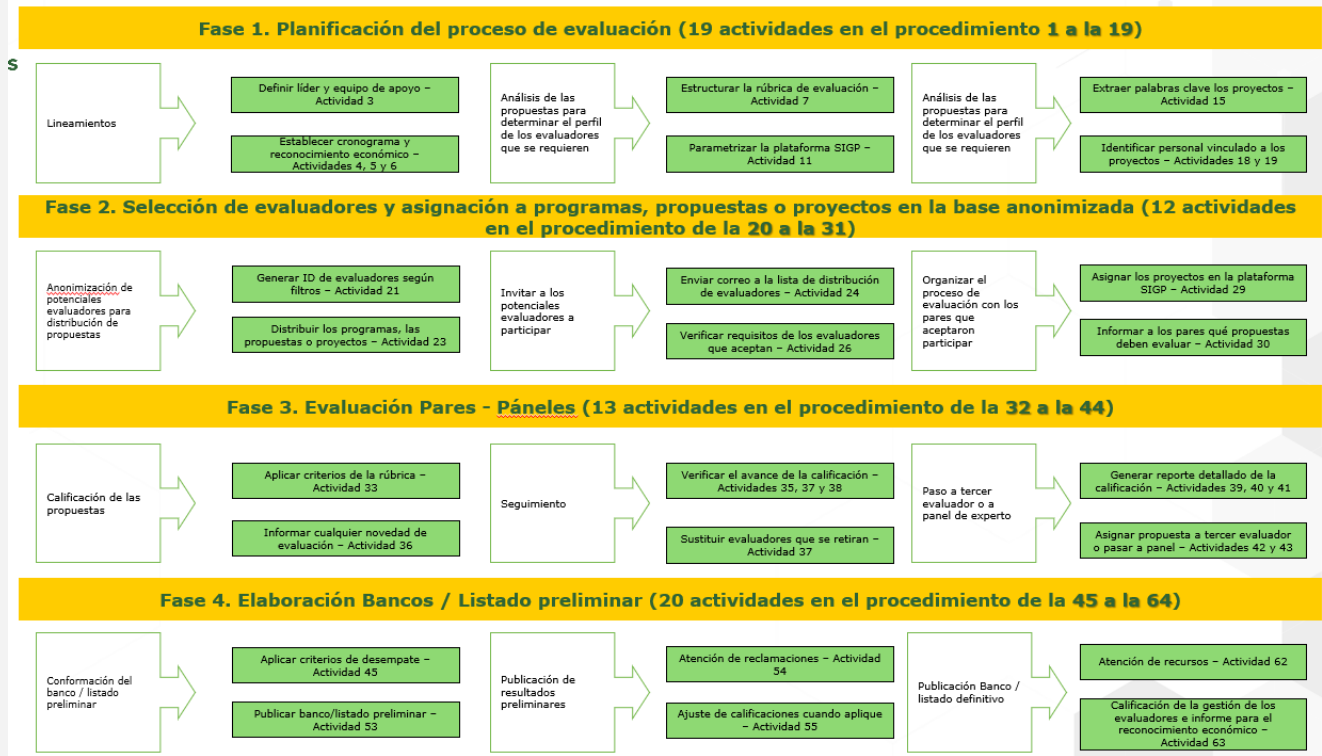 Fase 1. Planificación del proceso de evaluación (19 actividades en el procedimiento 1 a la 19)
s
Lineamientos
Definir líder y equipo de apoyo –
Actividad 3
Establecer cronograma y
reconocimiento económico –
Actividades 4, 5 y 6
Análisis de las
propuestas para
determinar el perfil
de los evaluadores
que se requieren
Estructurar la rúbrica de evaluación –
Actividad 7
Parametrizar la plataforma SIGP –
Actividad 11
Análisis de las
propuestas para
determinar el perfil
de los evaluadores
que se requieren
Extraer palabras clave los proyectos –
Actividad 15
Identificar personal vinculado a los
proyectos – Actividades 18 y 19
Fase 2. Selección de evaluadores y asignación a programas, propuestas o proyectos en la base anonimizada (12 actividades
en el procedimiento de la 20 a la 31)
Anonimización de
potenciales
evaluadores para
distribución de
propuestas
Generar ID de evaluadores según
filtros – Actividad 21
Distribuir los programas, las
propuestas o proyectos – Actividad 23
Invitar a los
potenciales
evaluadores a
participar
Enviar correo a la lista de distribución
de evaluadores – Actividad 24
Verificar requisitos de los evaluadores
que aceptan – Actividad 26
Organizar el
proceso de
evaluación con los
pares que
aceptaron
participar
Asignar los proyectos en la plataforma
SIGP – Actividad 29
Informar a los pares qué propuestas
deben evaluar – Actividad 30
Fase 3. Evaluación Pares - Páneles (13 actividades en el procedimiento de la 32 a la 44)
Calificación de las
propuestas
Aplicar criterios de la rúbrica –
Actividad 33
Informar cualquier novedad de
evaluación – Actividad 36
Seguimiento
Verificar el avance de la calificación –
Actividades 35, 37 y 38
Sustituir evaluadores que se retiran –
Actividad 37
Paso a tercer
evaluador o a
panel de experto
Generar reporte detallado de la
calificación – Actividades 39, 40 y 41
Asignar propuesta a tercer evaluador
o pasar a panel – Actividades 42 y 43
Fase 4. Elaboración Bancos / Listado preliminar (20 actividades en el procedimiento de la 45 a la 64)
Conformación del
banco / listado
preliminar
Aplicar criterios de desempate –
Actividad 45
Publicar banco/listado preliminar –
Actividad 53
Publicación de
resultados
preliminares
Atención de reclamaciones – Actividad
54
Ajuste de calificaciones cuando aplique
– Actividad 55
Publicación Banco /
listado definitivo
Atención de recursos – Actividad 62
Calificación de la gestión de los
evaluadores e informe para el
reconocimiento económico –
Actividad 63